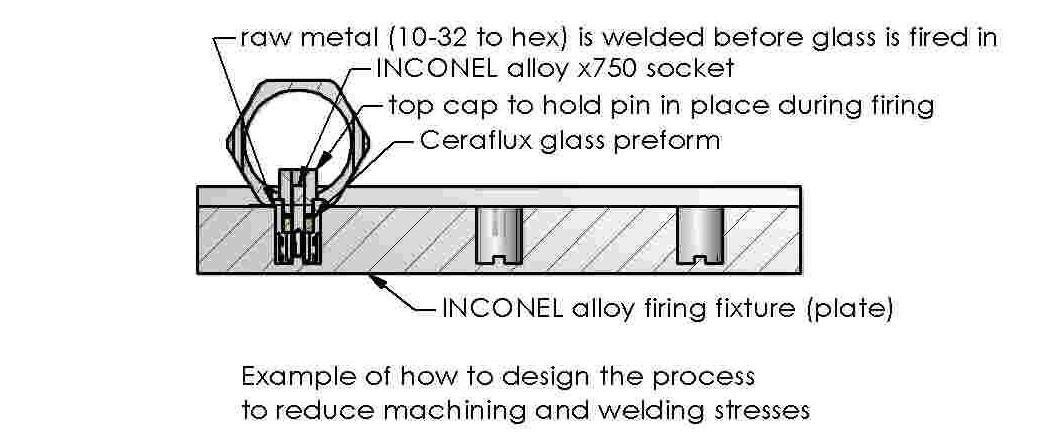 raw metal (10-32 to hex) is welded before glass is fired in
INCONEL alloy x750 socket
top cap to hold pin in place during firing
Ceraflux glass preform
INCONEL alloy firing fixture (plate)
Example of how to design the process
to reduce machining and welding stresses